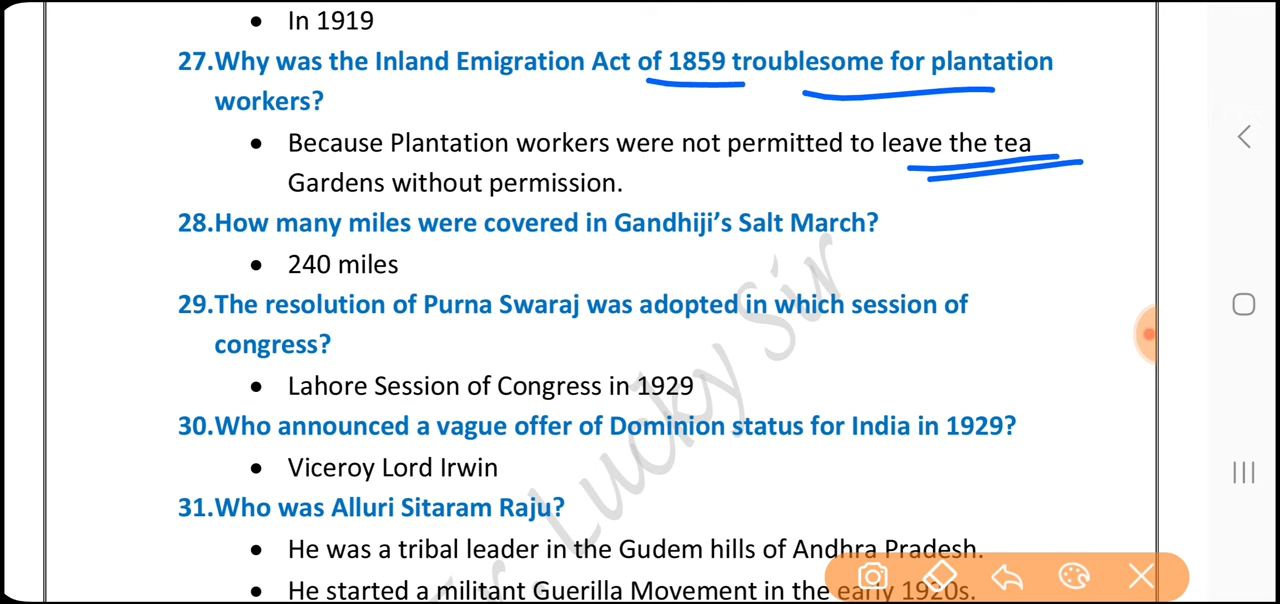 • In 1919
27.Why was the Inland Emigration Act of 1859 troublesome for plantation
workers?
• Because Plantation workers were not permitted to leave the tea
Gardens without permission.
28.How many miles were covered in Gandhiji's Salt March?
• 240 miles
29.The resolution of Purna Swaraj was adopted in which session of
congress?
• Lahore Session of Congress in 1929
30.Who announced a vague offer of Dominion status for India in 1929?
• Viceroy Lord Irwin
31.Who was Alluri Sitaram Raju?
• He was a tribal leader in the Gudem hills of Andhra Pradesh.
• He started a militant Guerilla Movement in the early 1920s.
Lucky Sir